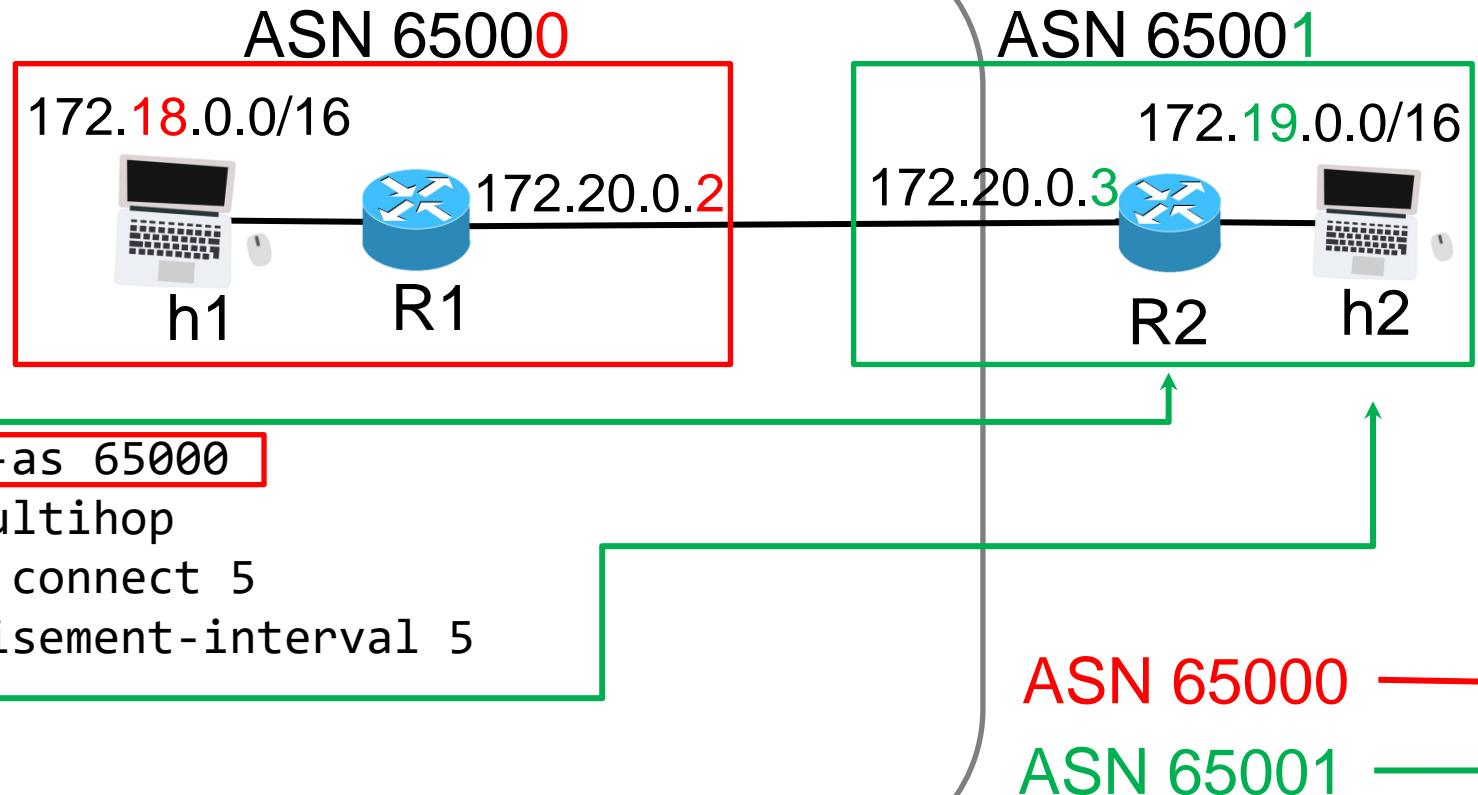 ASN 65000
ASN 65001
172.18.0.0/16
172.19.0.0/16
172.20.0.2
172.20.0.3
h1
R1
R2
h2
-as 65000
ultihop
connect 5
isement-interval 5
ASN 65000
ASN 65001